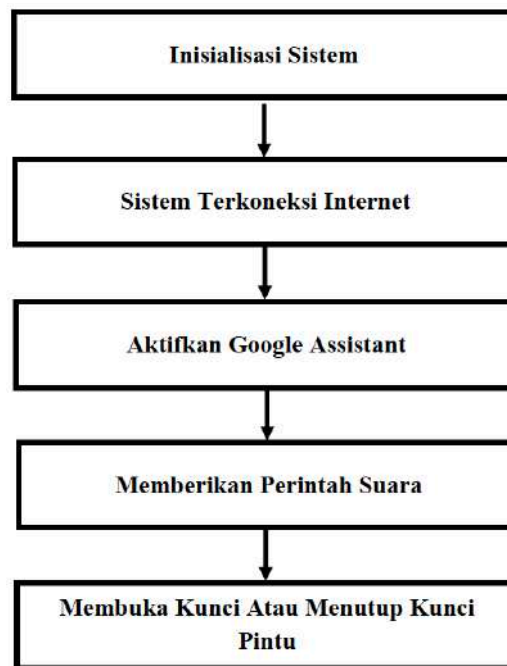 Inisialisasi Sistem
Sistem Terkoneksi Internet
Aktifkan Google Assistant
Memberikan Perintah Suara
Membuka Kunci Atau Menutup Kunci
Pintu